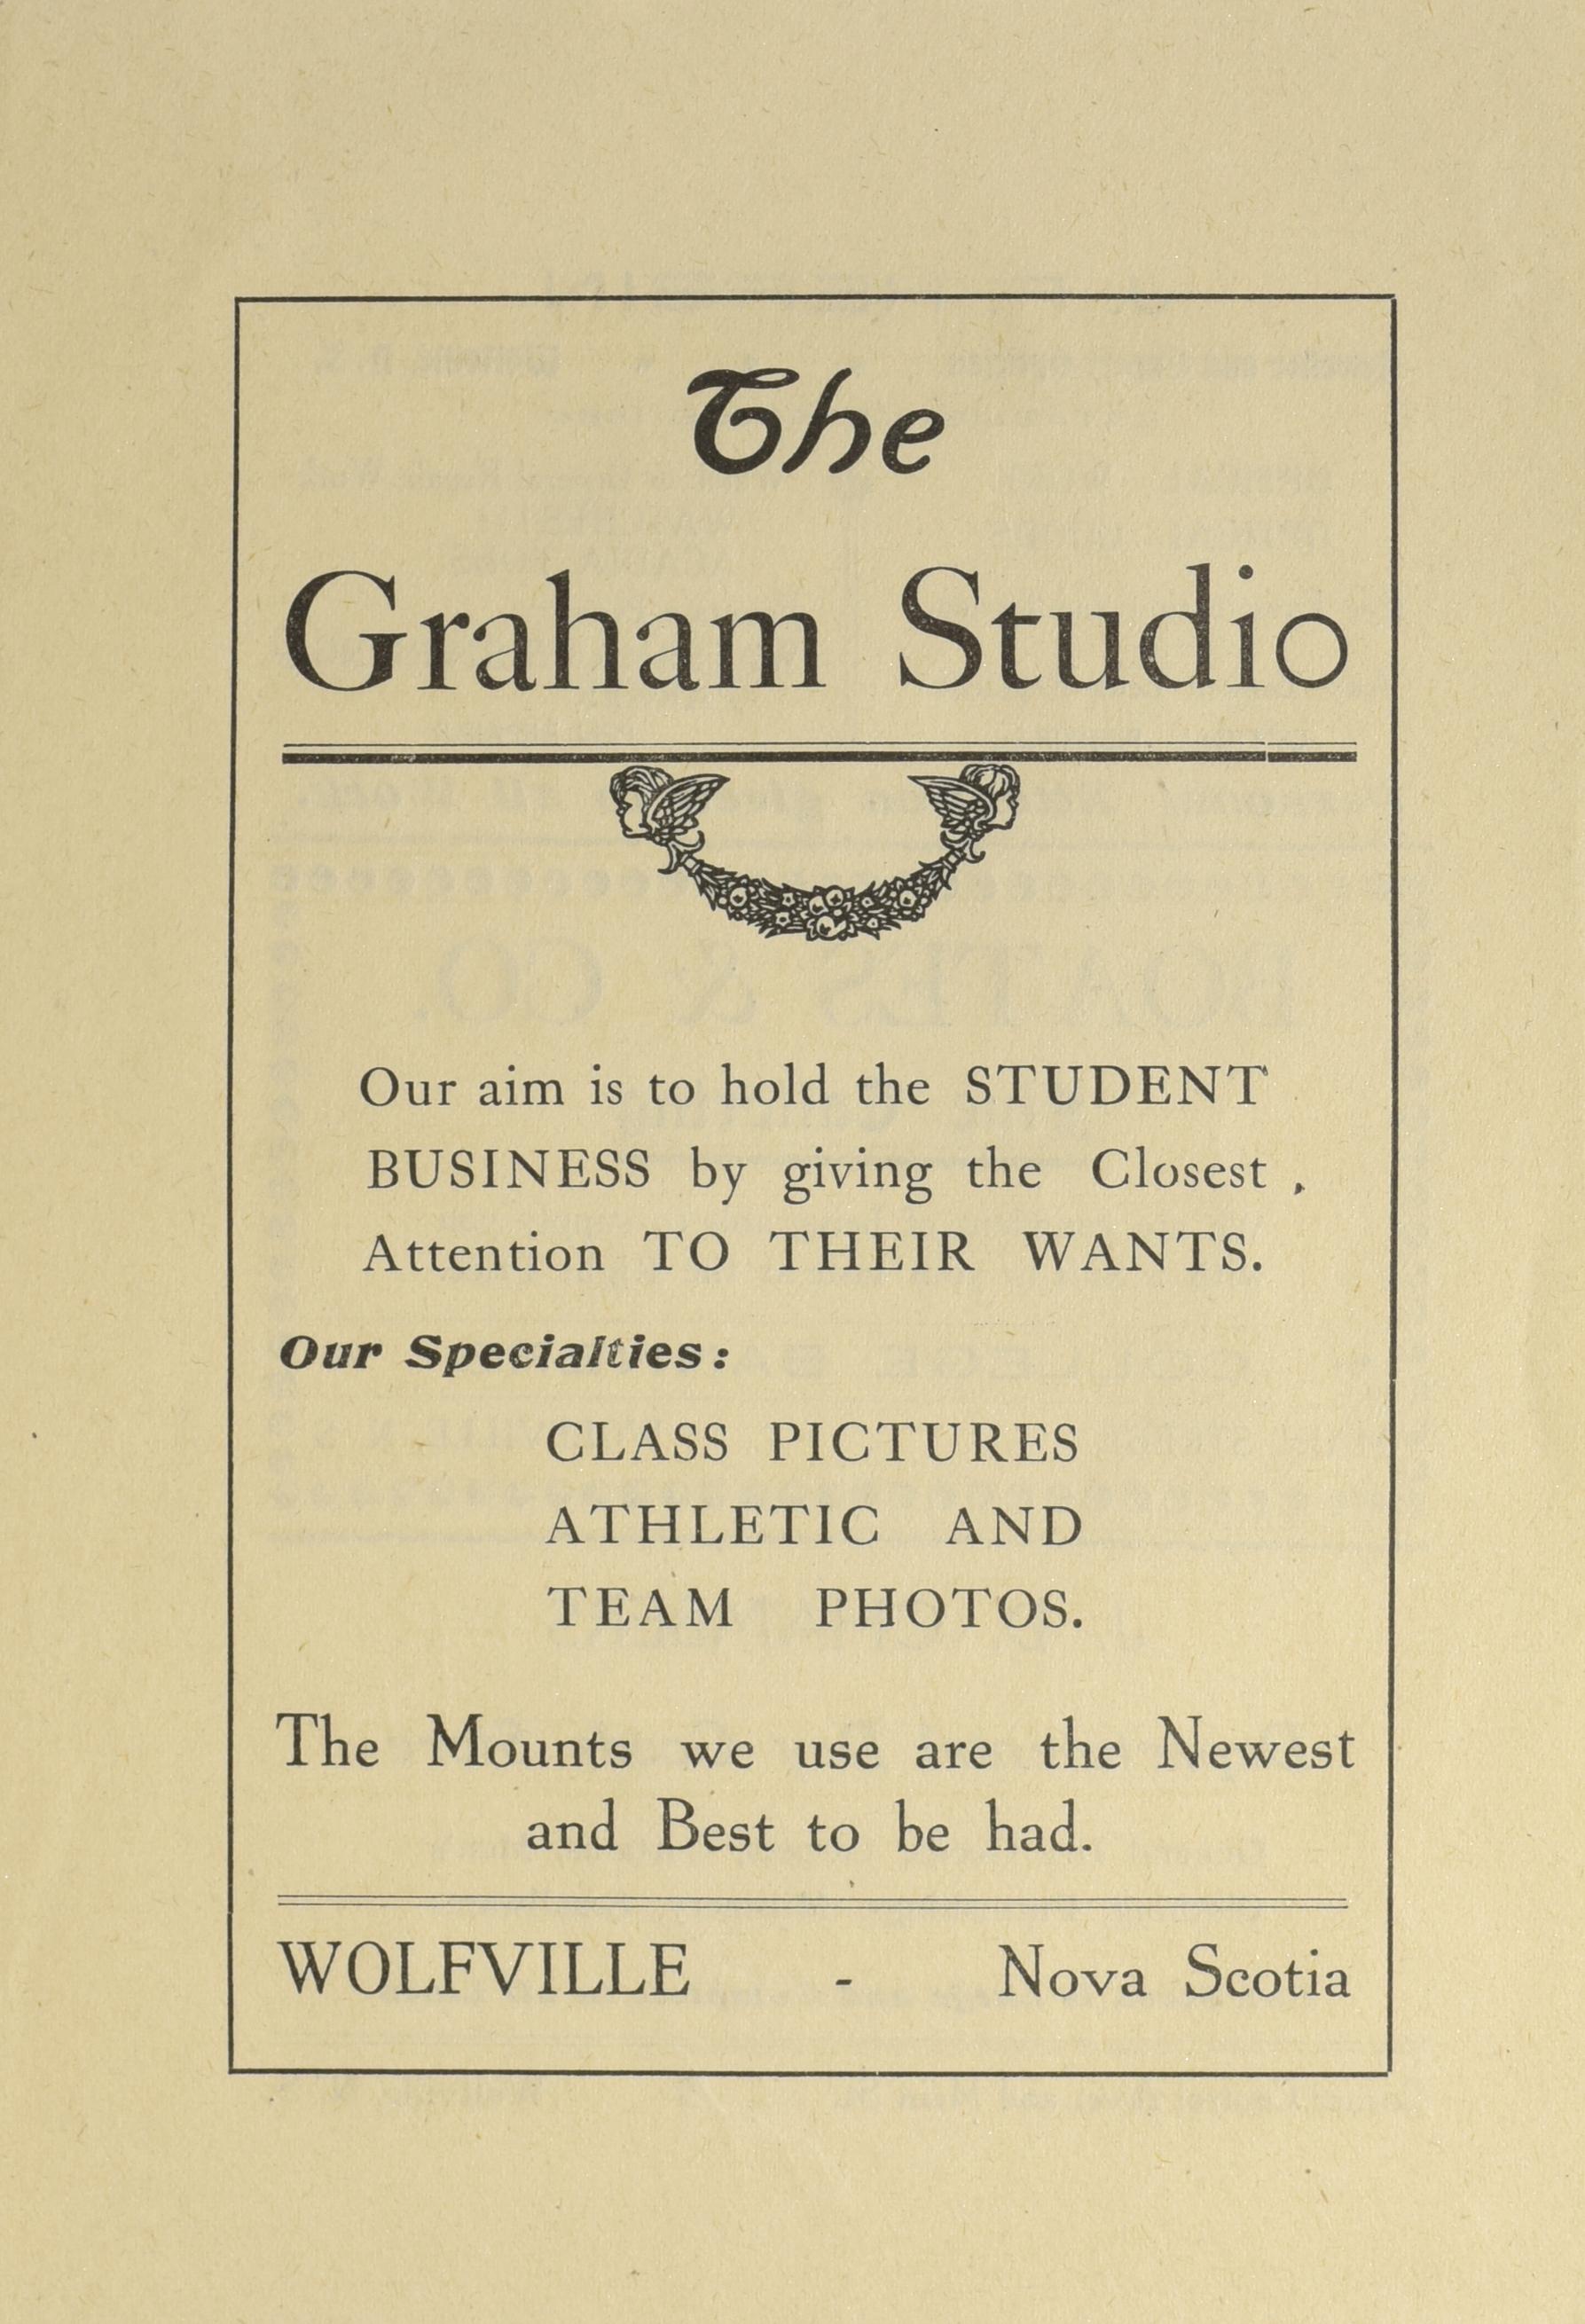 The
Graham Studio
Our aim is to hold the STUDENT
BUSINESS by giving the Closest
Attention TO THEIR WANTS.
Our Specialties:
CLASS PICTURES
ATHLETIC AND
TEAM PHOTOS.
The Mounts we use are the Newest
and Best to be had.
WOLFVILLE - Nova Scotia